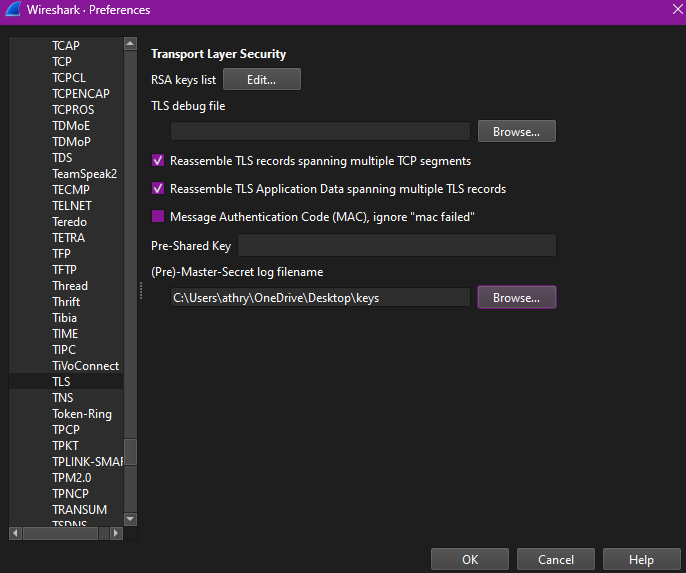 Wireshark · Preferences
TCAP
TCP
TCPCL
TCPENCAP
TCPROS
TDMoE
TDMoP
TDS
TeamSpeak2
TECMP
TELNET
Teredo
TETRA
TFP
TFTP
Thread
Thrift
Tibia
TIME
TIPC
TiVoConnect
TLS
TNS
Token-Ring
TPCP
TPKT
TPLINK-SMAR
TPM2.0
TPNCP
TRANSUM
TSDNS
Transport Layer Security
RSA keys list Edit...
TLS debug file
Browse...
Reassemble TLS records spanning multiple TCP segments
Reassemble TLS Application Data spanning multiple TLS records
Message Authentication Code (MAC), ignore "mac failed"
Pre-Shared Key
(Pre)-Master-Secret log filename
C:\Users\athry\OneDrive\Desktop\keys Browse...
OK Cancel Help